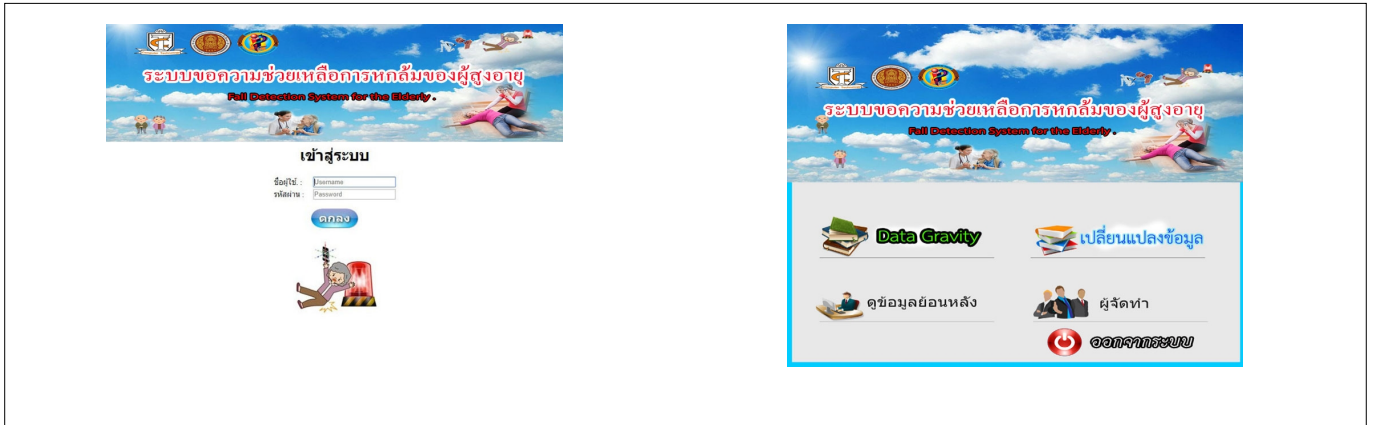 ระบบขอความช่วยเหลือการหกล้มของผู้สูงอายุ
Fall Detection System for the Elderly .
เข้าสู่ระบบ
ชื่อผู้ใช้. : Username
รหัสผ่าน : Password
ตกลง
ระบบขอความช่วยเหลือการหกล้มของผู้สูงอายุ
Fall Detection System for the Elderly .
Data Gravity
เปลี่ยนแปลงข้อมูล
ดูข้อมูลย้อนหลัง
ผู้จัดทำ
ออกจากระบบ